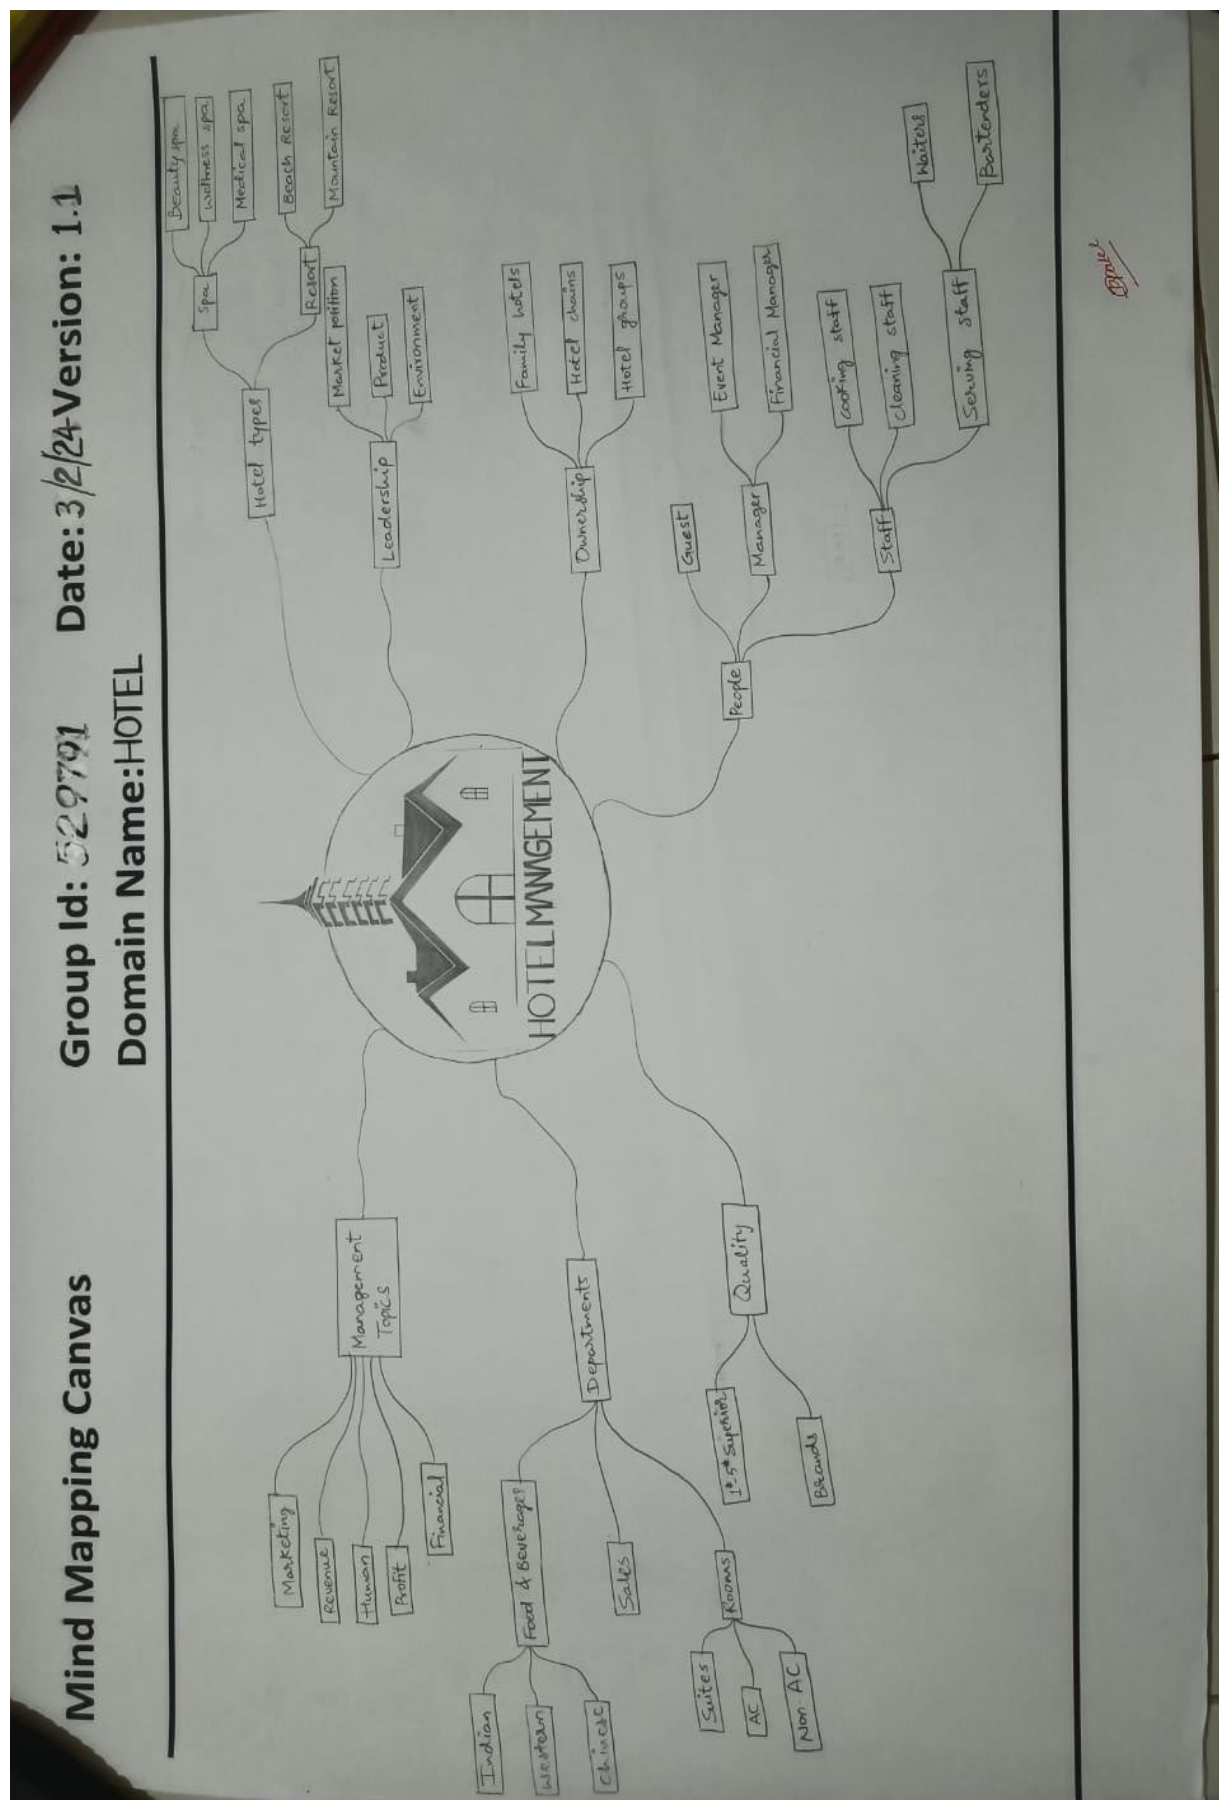 Mind Mapping Canvas
Group Id: 529791
Date: 3/2/24
Version: 1.1
Domain Name: HOTEL
HOTEL MANAGEMENT
Management
Topics
Marketing
Revenue
Human
Profit
Financial
Departments
Food & Beverages
Indian
Western
Chinese
Sales
Rooms
Suites
AC
Non-AC
Quality
1*-5* Superior
Brands
Hotel types
Spa
Beauty spa
Wellness spa
Medical spa
Resort
Beach Resort
Mountain Resort
Leadership
Market position
Product
Environment
Ownership
Family hotels
Hotel chains
Hotel groups
People
Guest
Manager
Event Manager
Financial Manager
Staff
Cooking staff
Cleaning staff
Serving staff
Waiters
Bartenders